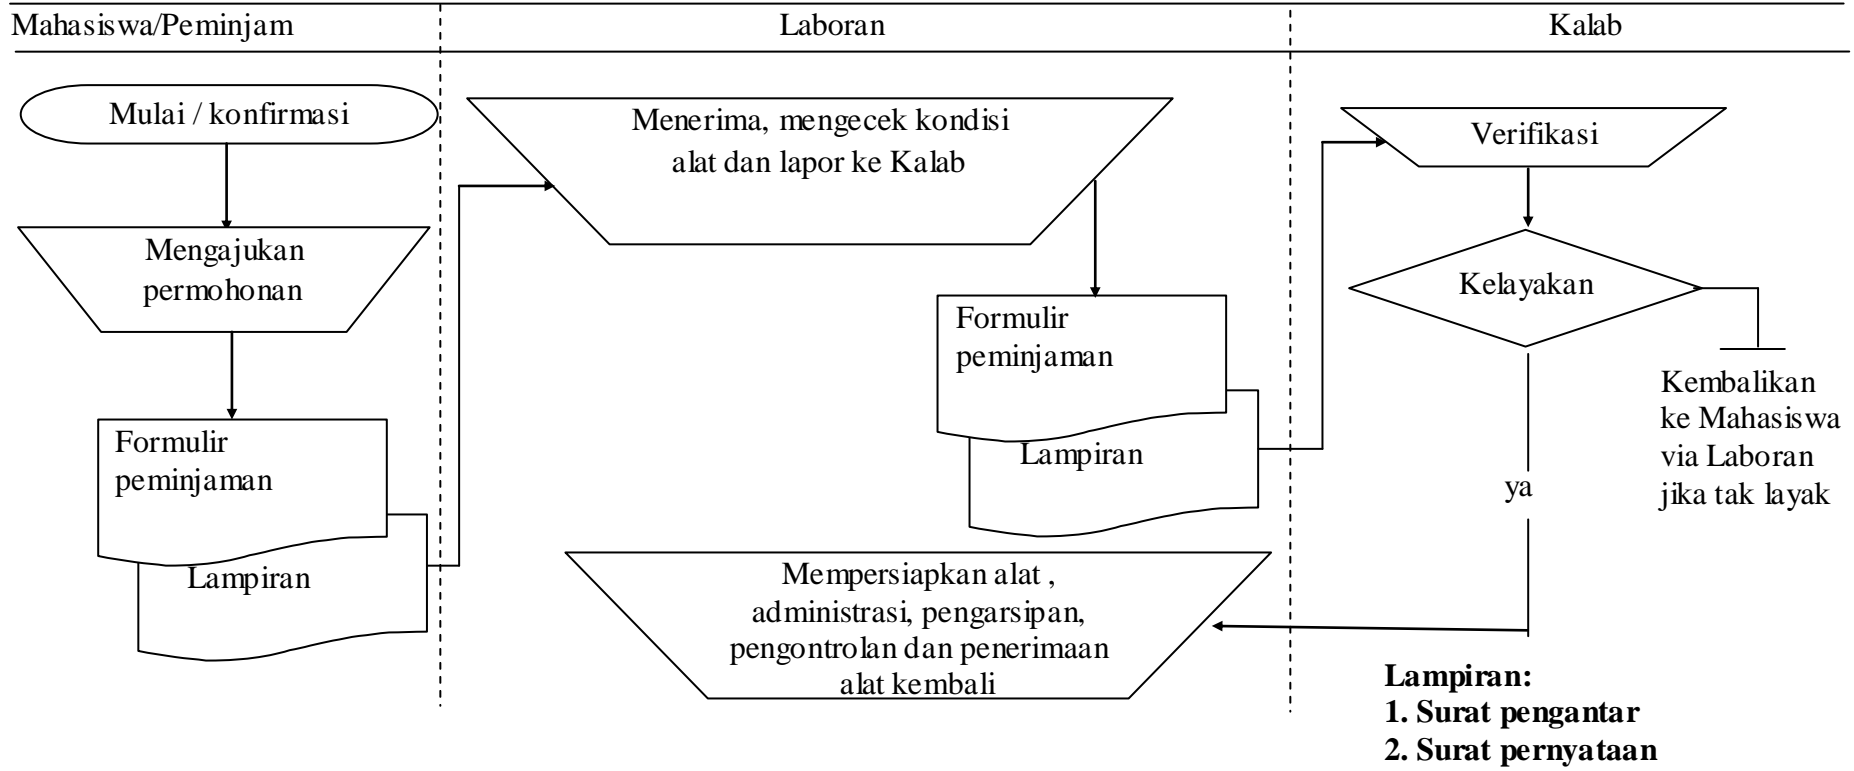 Mahasiswa/Peminjam
Laboran
Kalab
Mulai / konfirmasi
Mengajukan
permohonan
Formulir
peminjaman
Lampiran
Menerima, mengecek kondisi
alat dan lapor ke Kalab
Formulir
peminjaman
Lampiran
Mempersiapkan alat ,
administrasi, pengarsipan,
pengontrolan dan penerimaan
alat kembali
Verifikasi
Kelayakan
ya
Kembalikan
ke Mahasiswa
via Laboran
jika tak layak
Lampiran:
1. Surat pengantar
2. Surat pernyataan